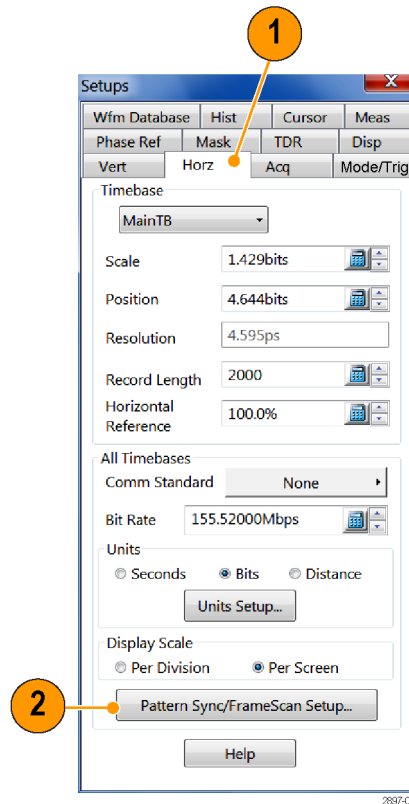 1
Setups
X
Wfm Database Hist Cursor Meas
Phase Ref Mask TDR Disp
Vert Horz Acq Mode/Trig
Timebase
MainTB
Scale 1.429bits
Position 4.644bits
Resolution 4.595ps
Record Length 2000
Horizontal
Reference 100.0%
All Timebases
Comm Standard None
Bit Rate 155.52000Mbps
Units
Seconds Bits Distance
Units Setup...
Display Scale
Per Division Per Screen
2 Pattern Sync/FrameScan Setup...
Help